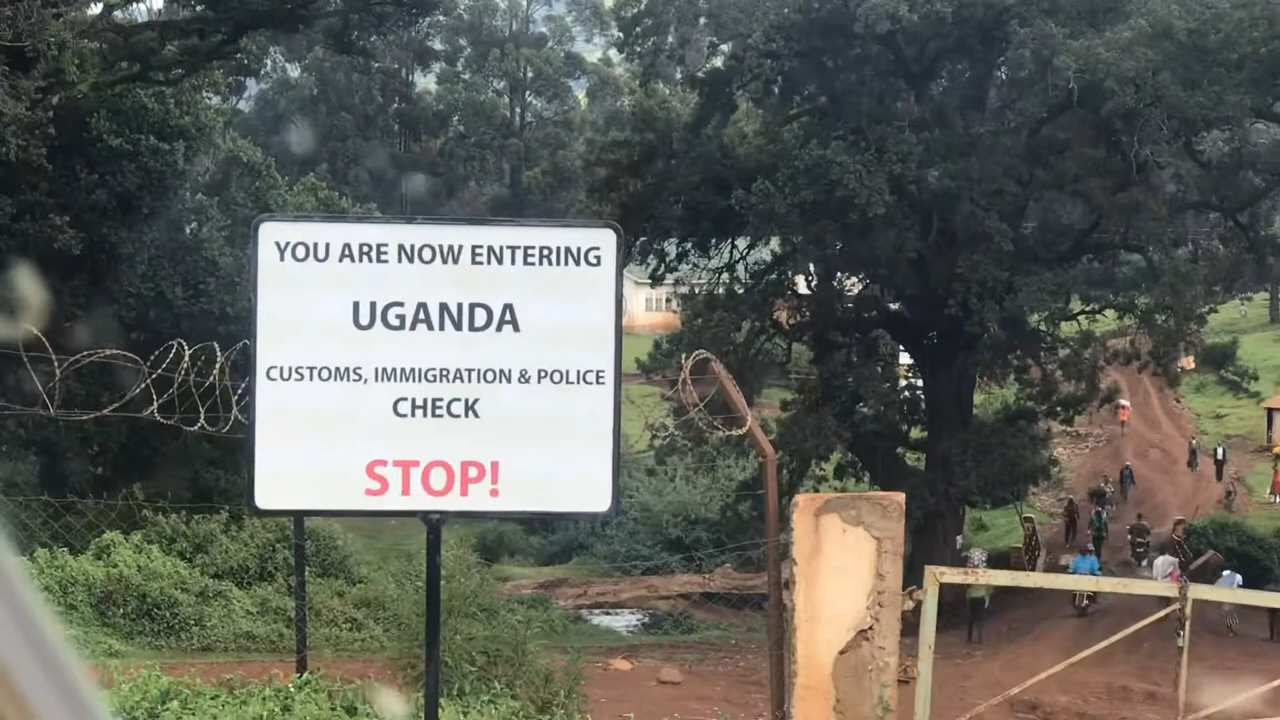 YOU ARE NOW ENTERING
UGANDA
CUSTOMS, IMMIGRATION & POLICE
CHECK
STOP!